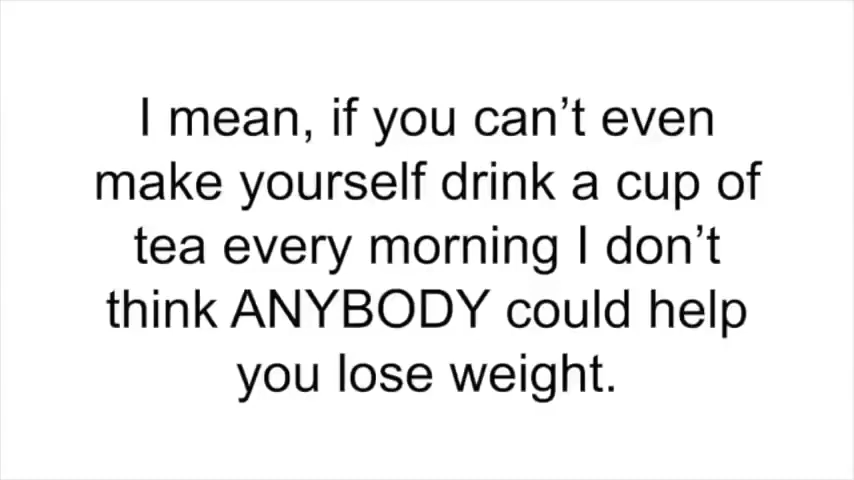 I mean, if you can’t even
make yourself drink a cup of
tea every morning I don’t
think ANYBODY could help
you lose weight.